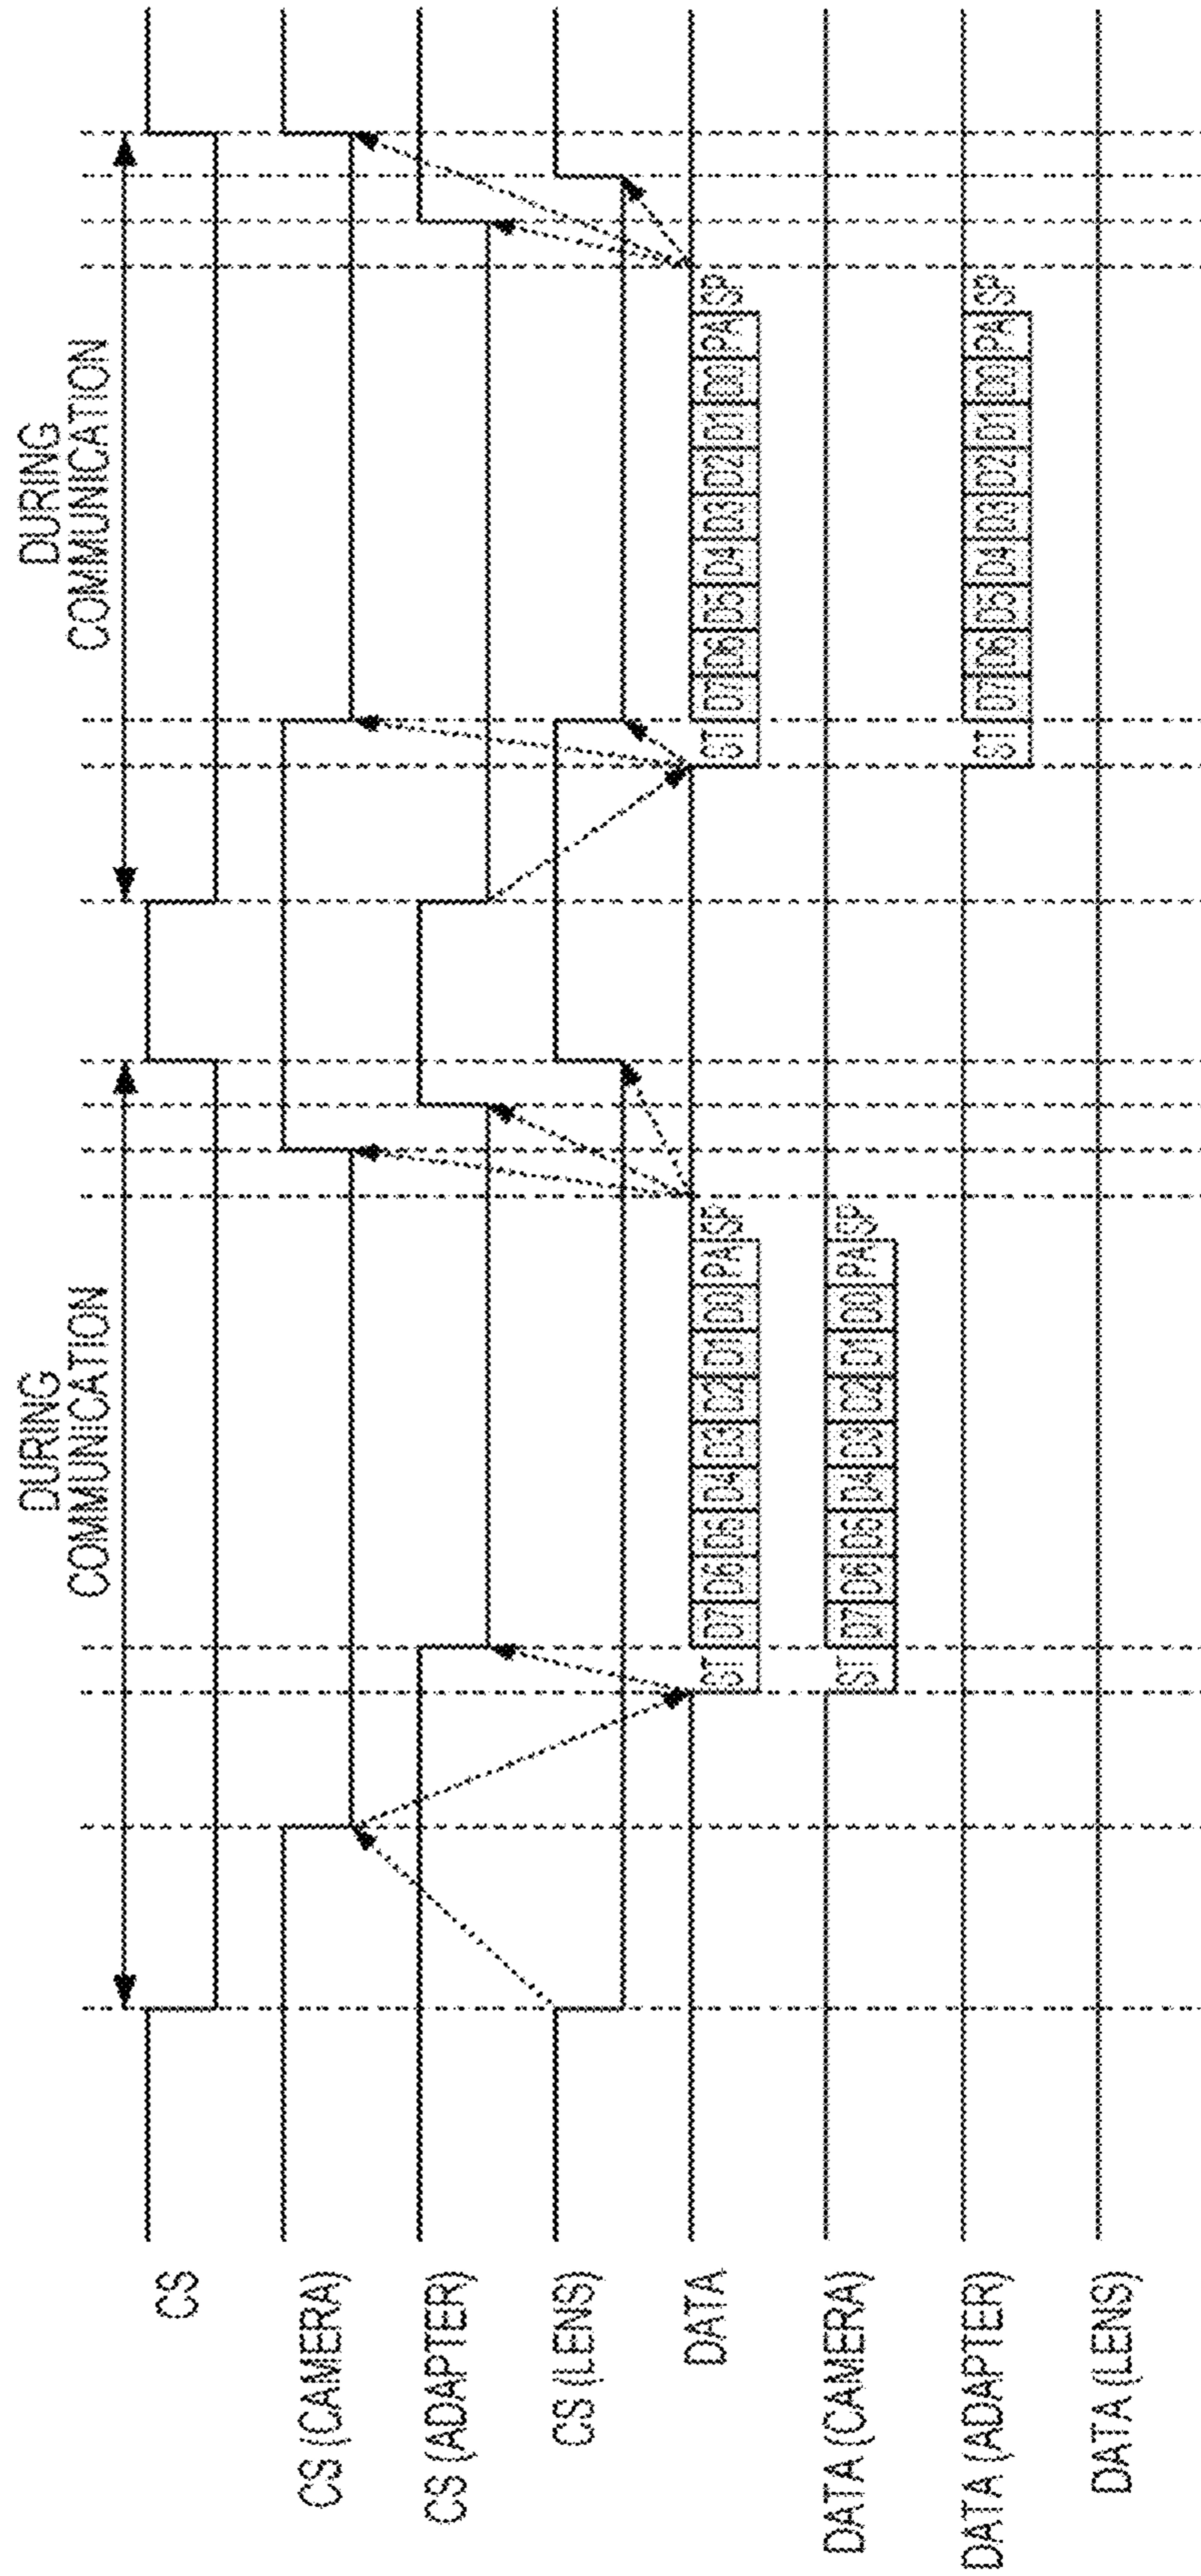 DURING
COMMUNICATION
DURING
COMMUNICATION
CS
CS (CAMERA)
CS (ADAPTER)
CS (LENS)
DATA
ST D7 D6 D5 D4 D3 D2 D1 D0 PA SP
ST D7 D6 D5 D4 D3 D2 D1 D0 PA SP
DATA (CAMERA)
ST D7 D6 D5 D4 D3 D2 D1 D0 PA SP
DATA (ADAPTER)
ST D7 D6 D5 D4 D3 D2 D1 D0 PA SP
DATA (LENS)